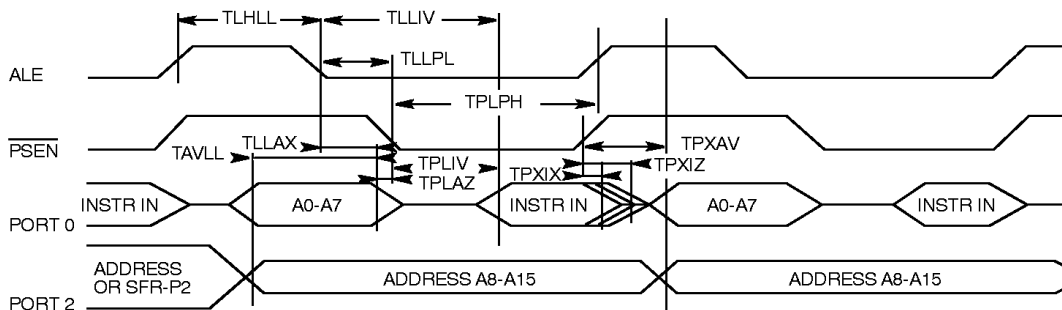 TLHLL
TLLIV
TLLPL
ALE
TPLPH
PSEN
TLLAX
TPXAV
TAVLL
TPLIV
TPXIZ
TPXIX
TPLAZ
INSTR IN
A0-A7
INSTR IN
A0-A7
INSTR IN
PORT 0
ADDRESS
OR SFR-P2
ADDRESS A8-A15
ADDRESS A8-A15
PORT 2